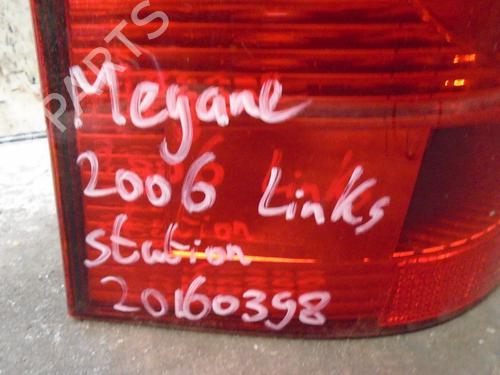 PARTS
Megane
2006 Links
station
20160398